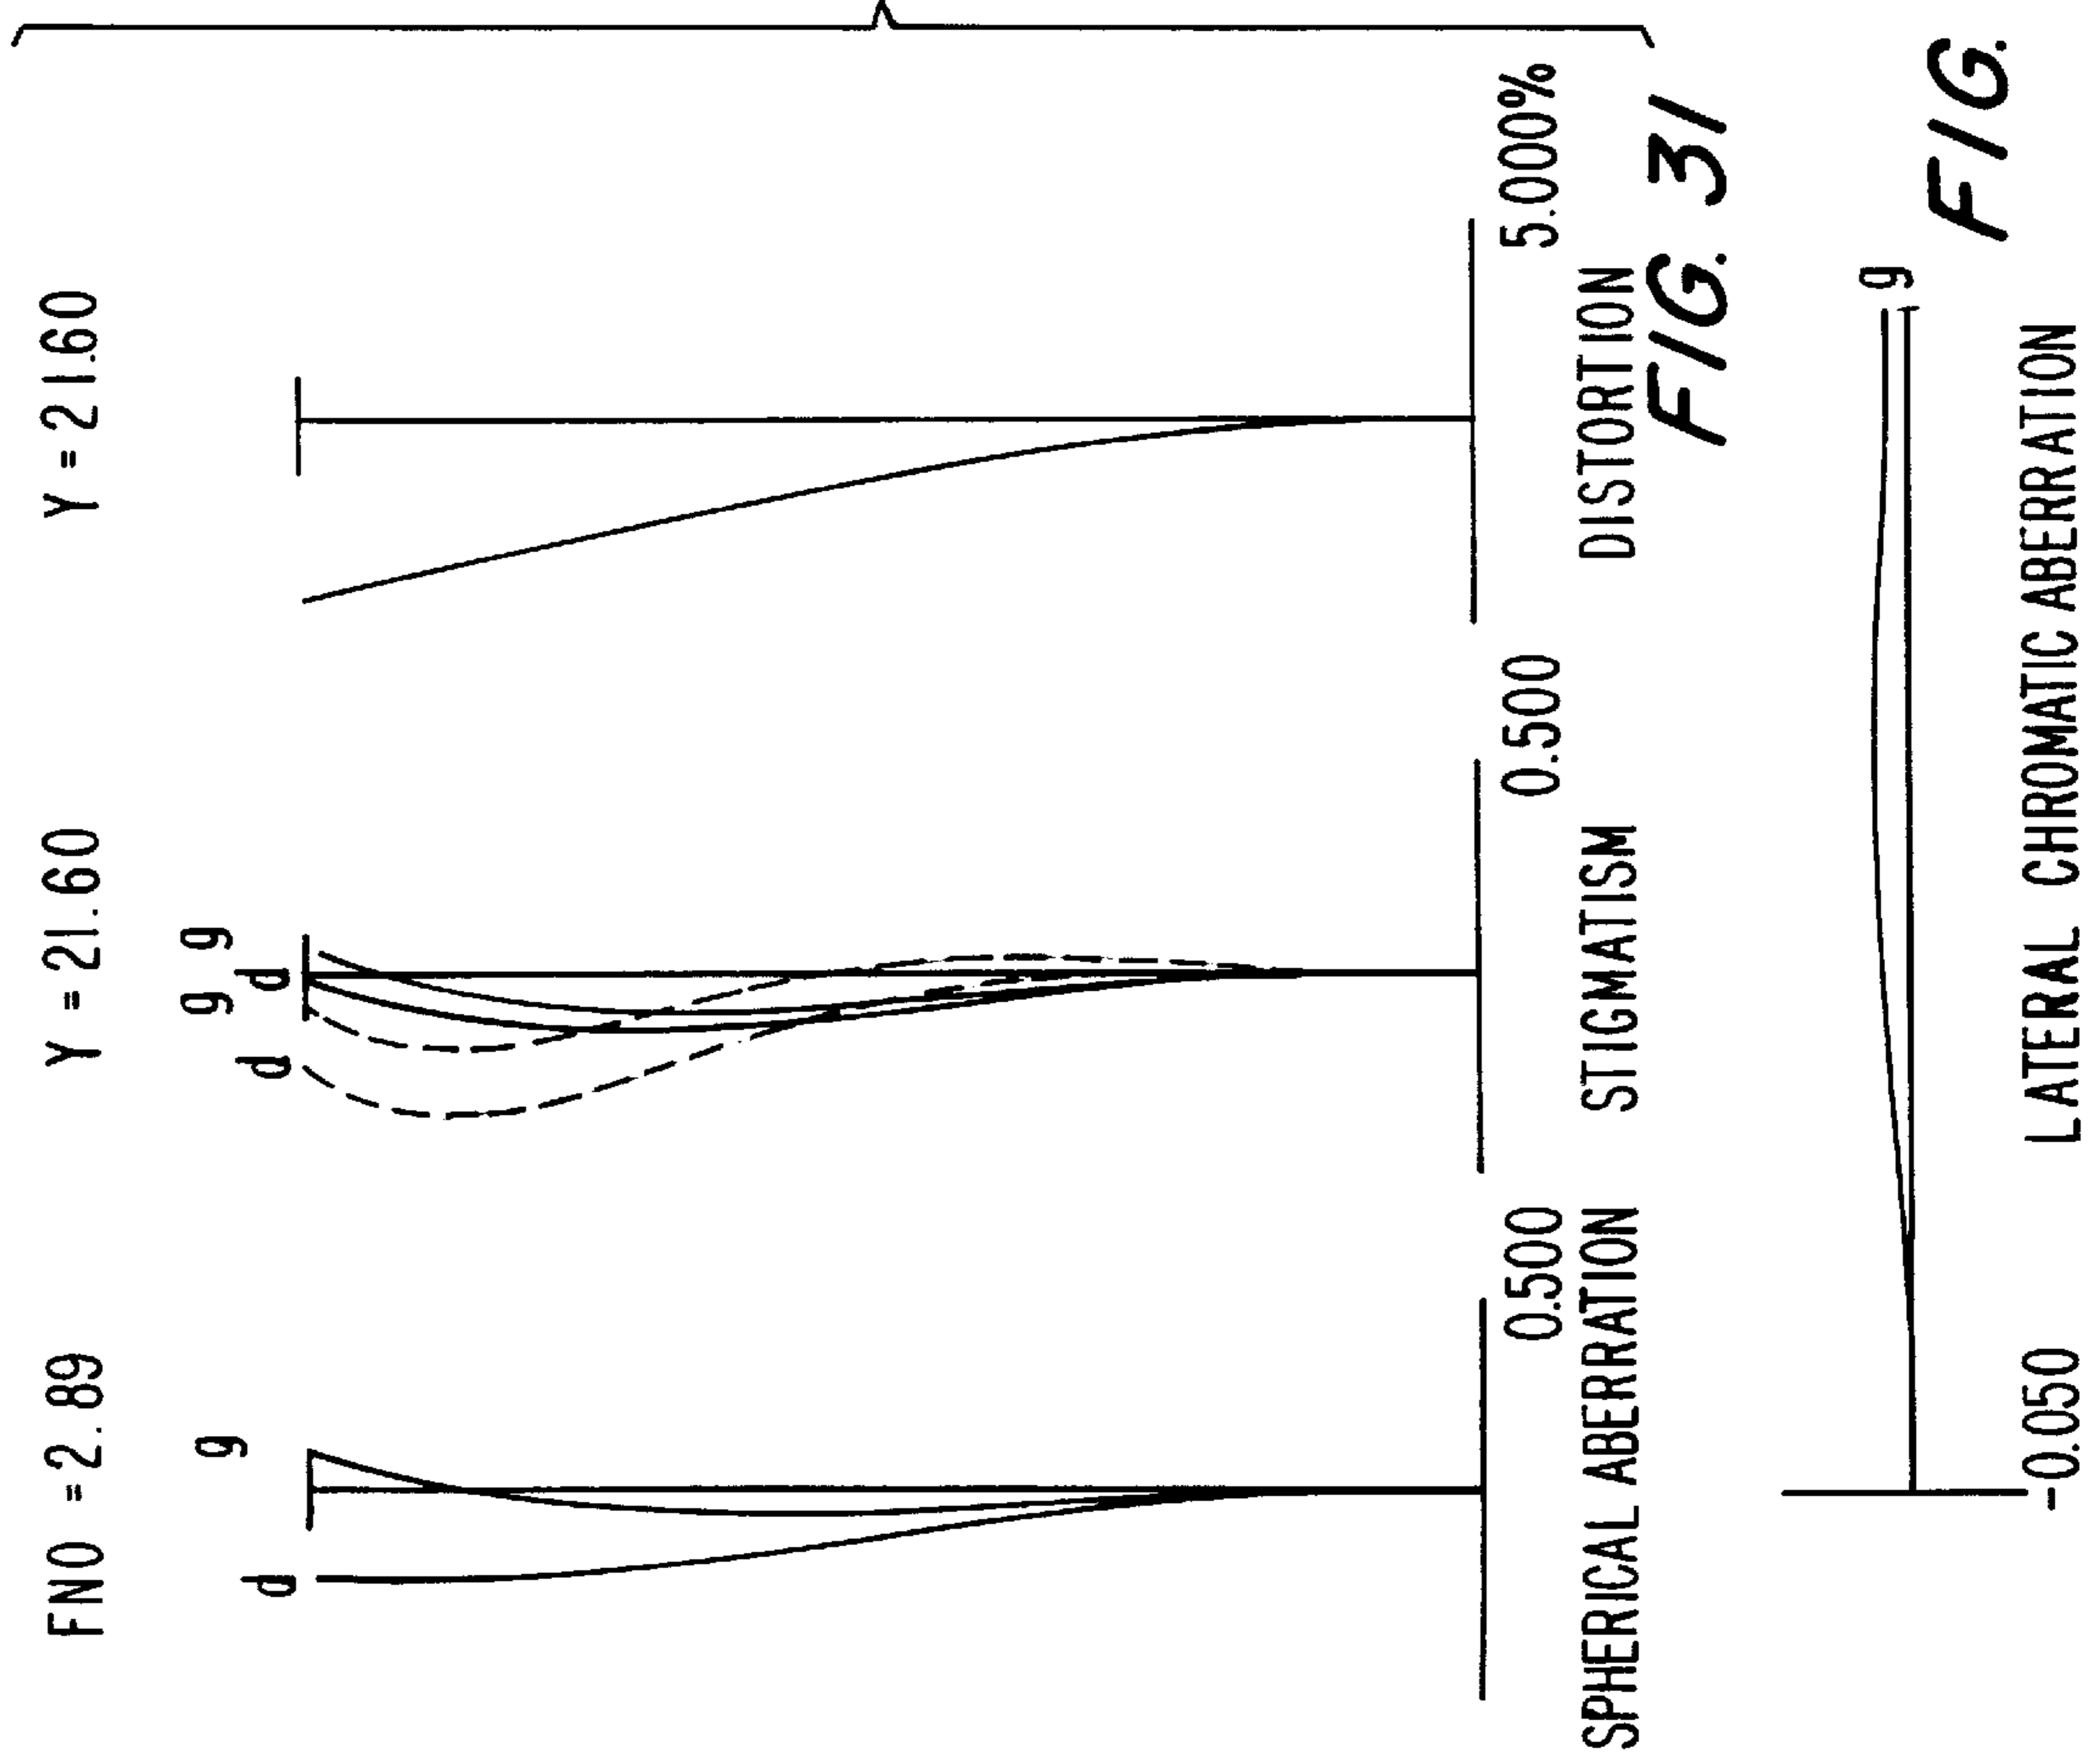 FNO = 2.89
Y = 21.60
Y = 21.60
d
g
d
g
d
g
0.500
0.500
5.000%
SPHERICAL ABERRATION
STIGMATISM
DISTORTION
FIG. 31
g
-0.050
LATERAL CHROMATIC ABERRATION
FIG.